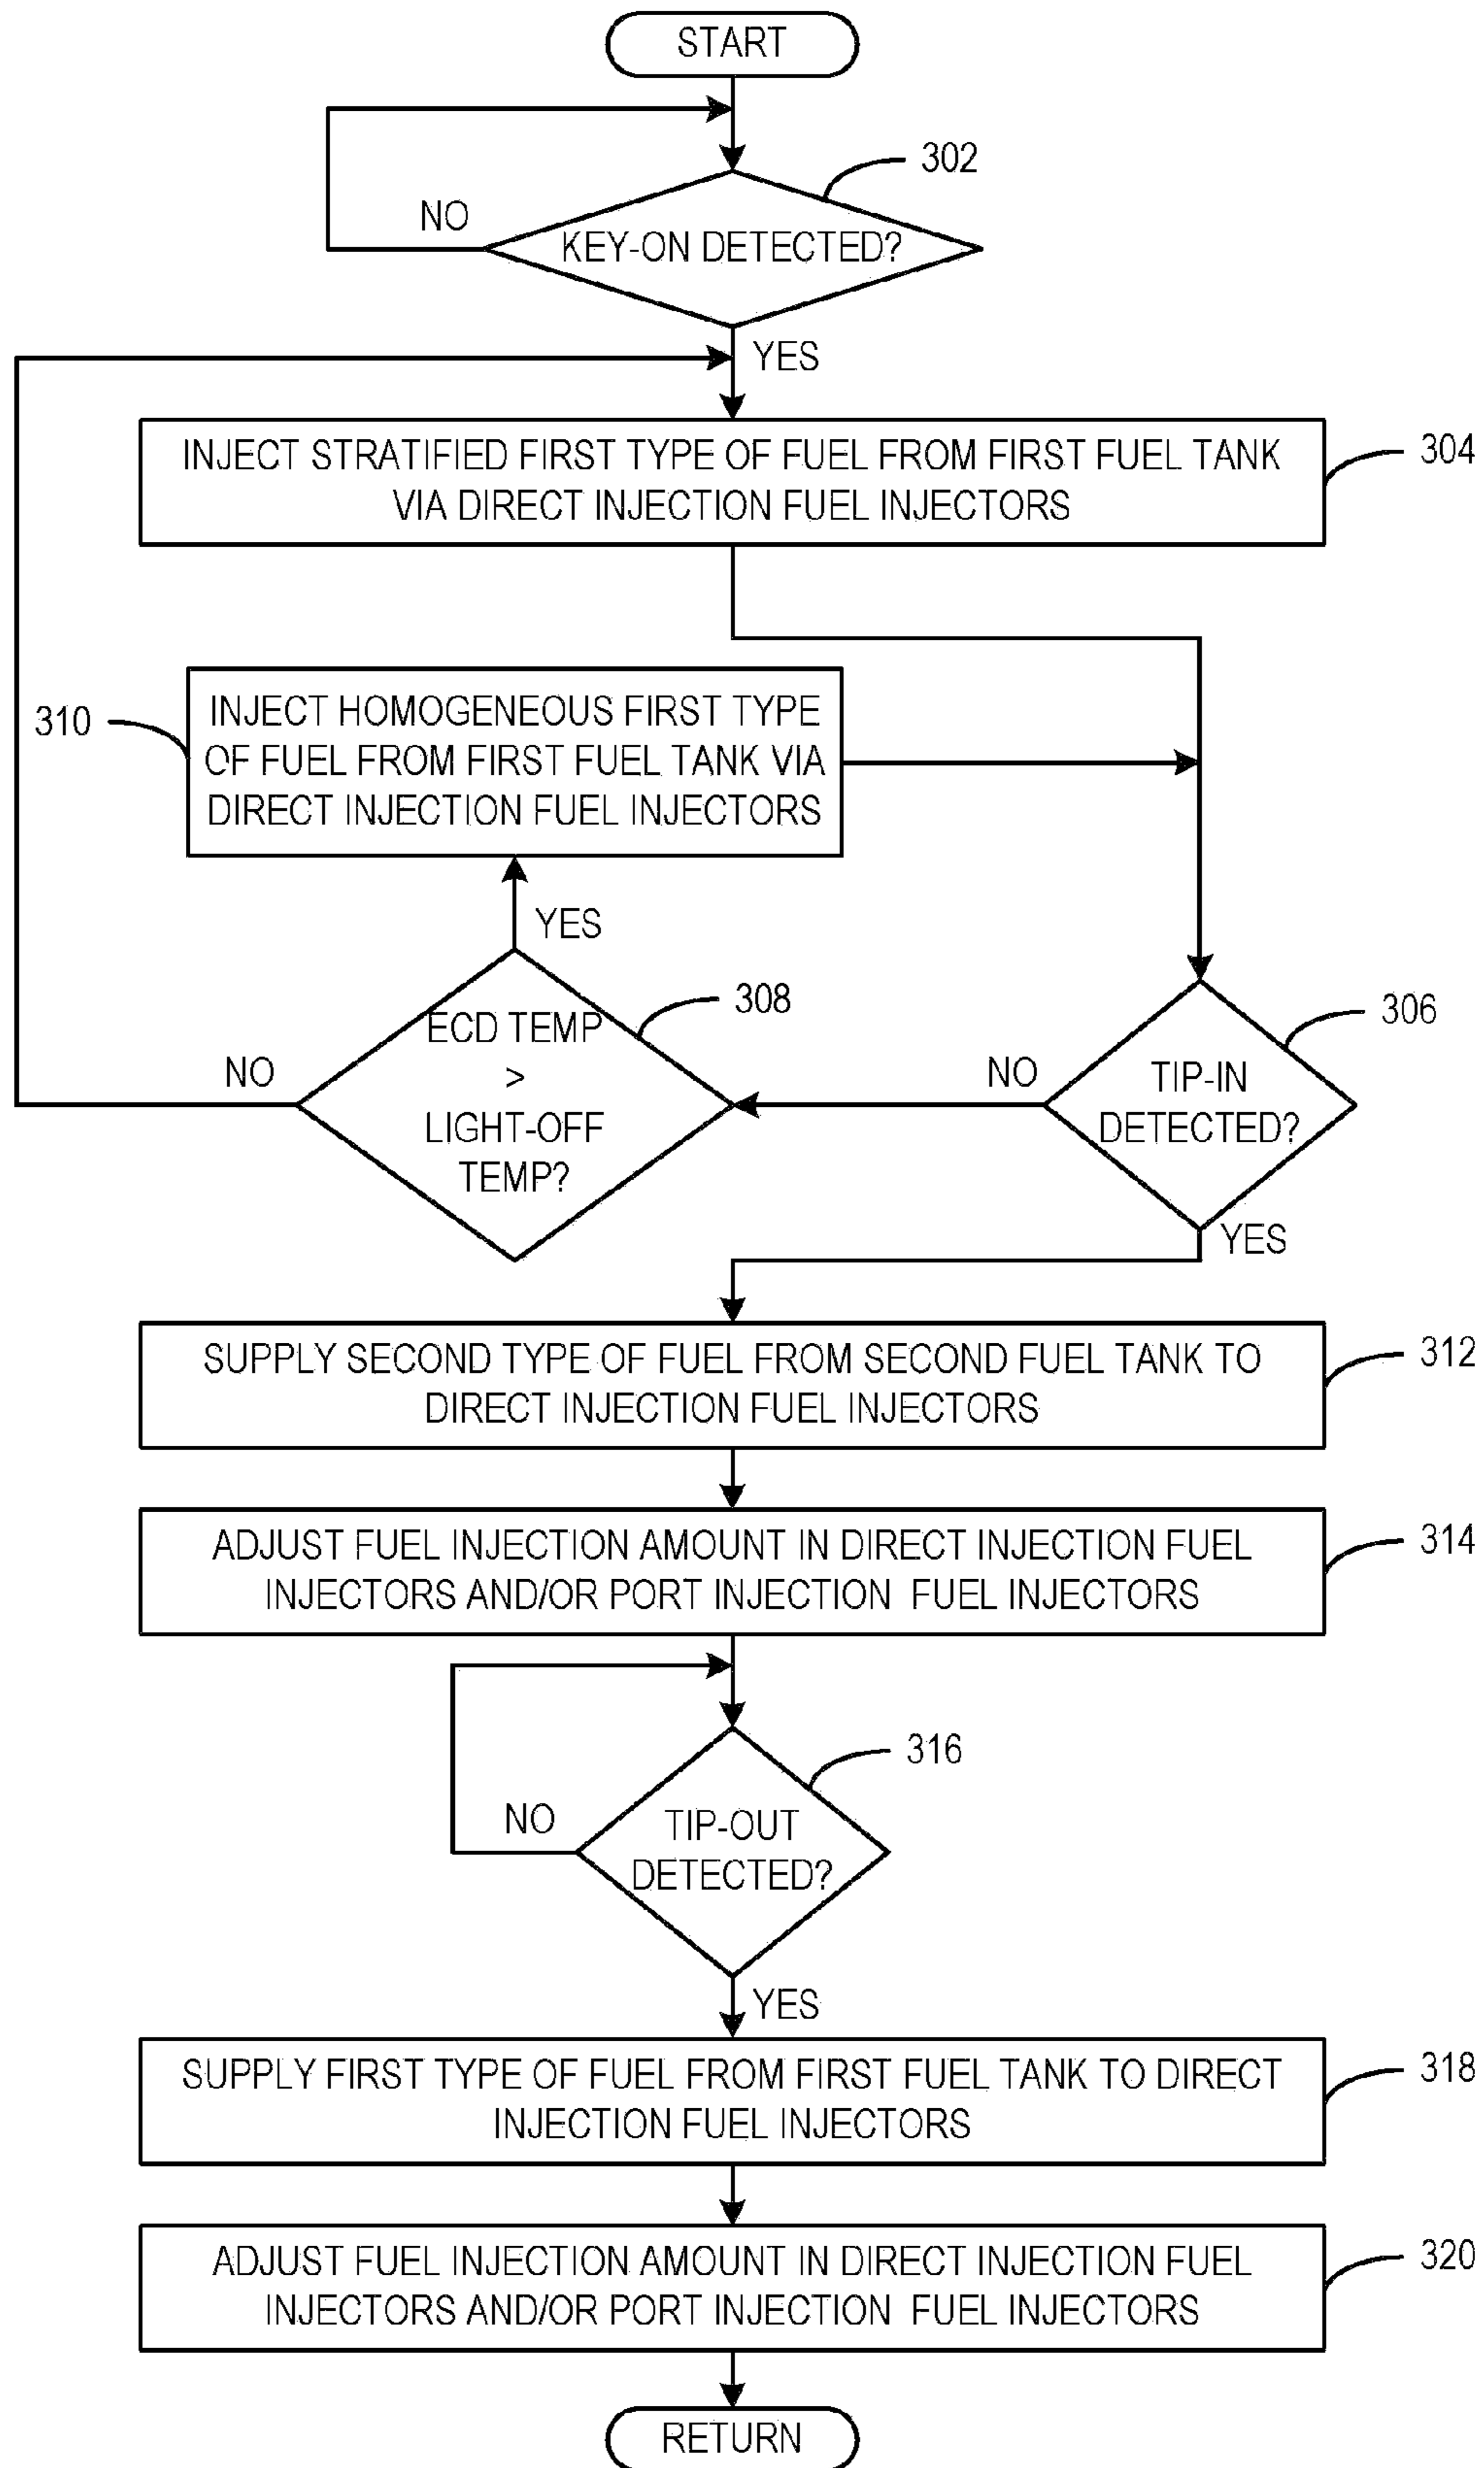 START
302
NO
KEY-ON DETECTED?
YES
INJECT STRATIFIED FIRST TYPE OF FUEL FROM FIRST FUEL TANK
VIA DIRECT INJECTION FUEL INJECTORS
304
310
INJECT HOMOGENEOUS FIRST TYPE
OF FUEL FROM FIRST FUEL TANK VIA
DIRECT INJECTION FUEL INJECTORS
YES
308
306
ECD TEMP
>
LIGHT-OFF
TEMP?
NO
NO
TIP-IN
DETECTED?
YES
SUPPLY SECOND TYPE OF FUEL FROM SECOND FUEL TANK TO
DIRECT INJECTION FUEL INJECTORS
312
ADJUST FUEL INJECTION AMOUNT IN DIRECT INJECTION FUEL
INJECTORS AND/OR PORT INJECTION FUEL INJECTORS
314
316
NO
TIP-OUT
DETECTED?
YES
SUPPLY FIRST TYPE OF FUEL FROM FIRST FUEL TANK TO DIRECT
INJECTION FUEL INJECTORS
318
ADJUST FUEL INJECTION AMOUNT IN DIRECT INJECTION FUEL
INJECTORS AND/OR PORT INJECTION FUEL INJECTORS
320
RETURN